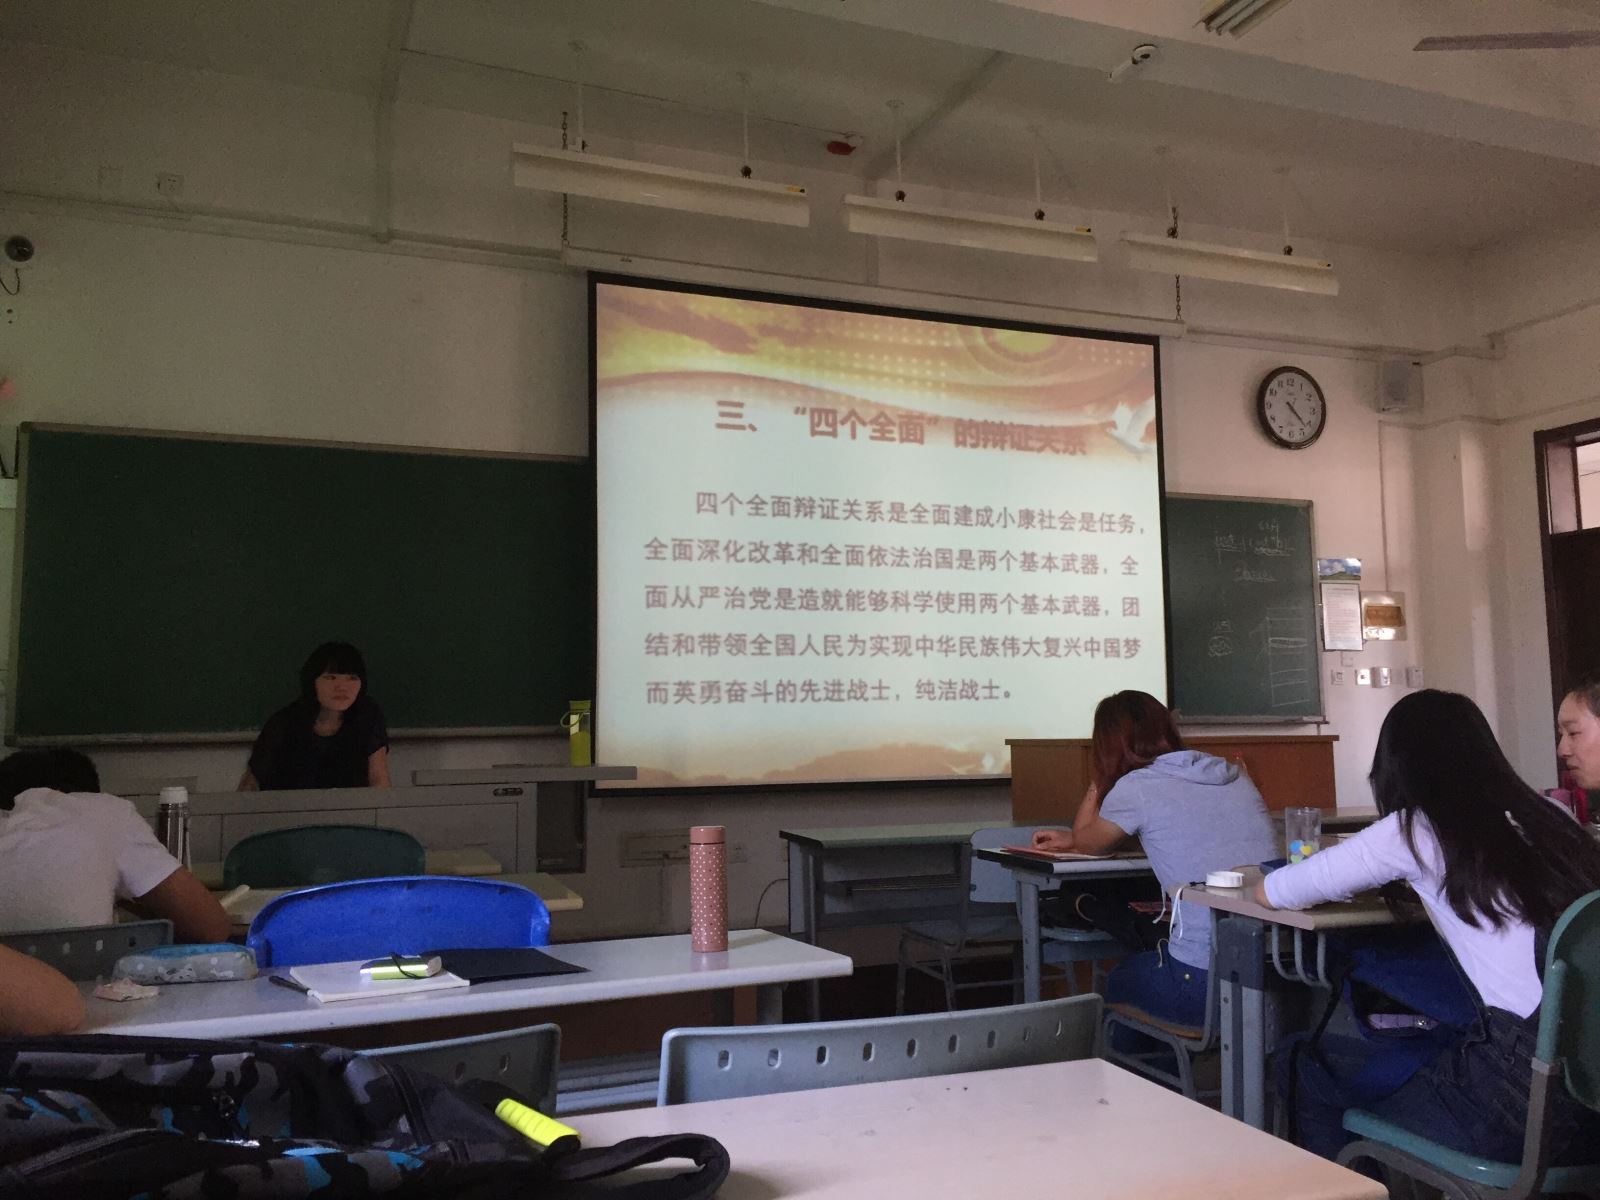 三、“四个全面”的辩证关系
四个全面辩证关系是全面建成小康社会是任务，
全面深化改革和全面依法治国是两个基本武器，全
面从严治党是造就能够科学使用两个基本武器，团
结和带领全国人民为实现中华民族伟大复兴中国梦
而英勇奋斗的先进战士，纯洁战士。